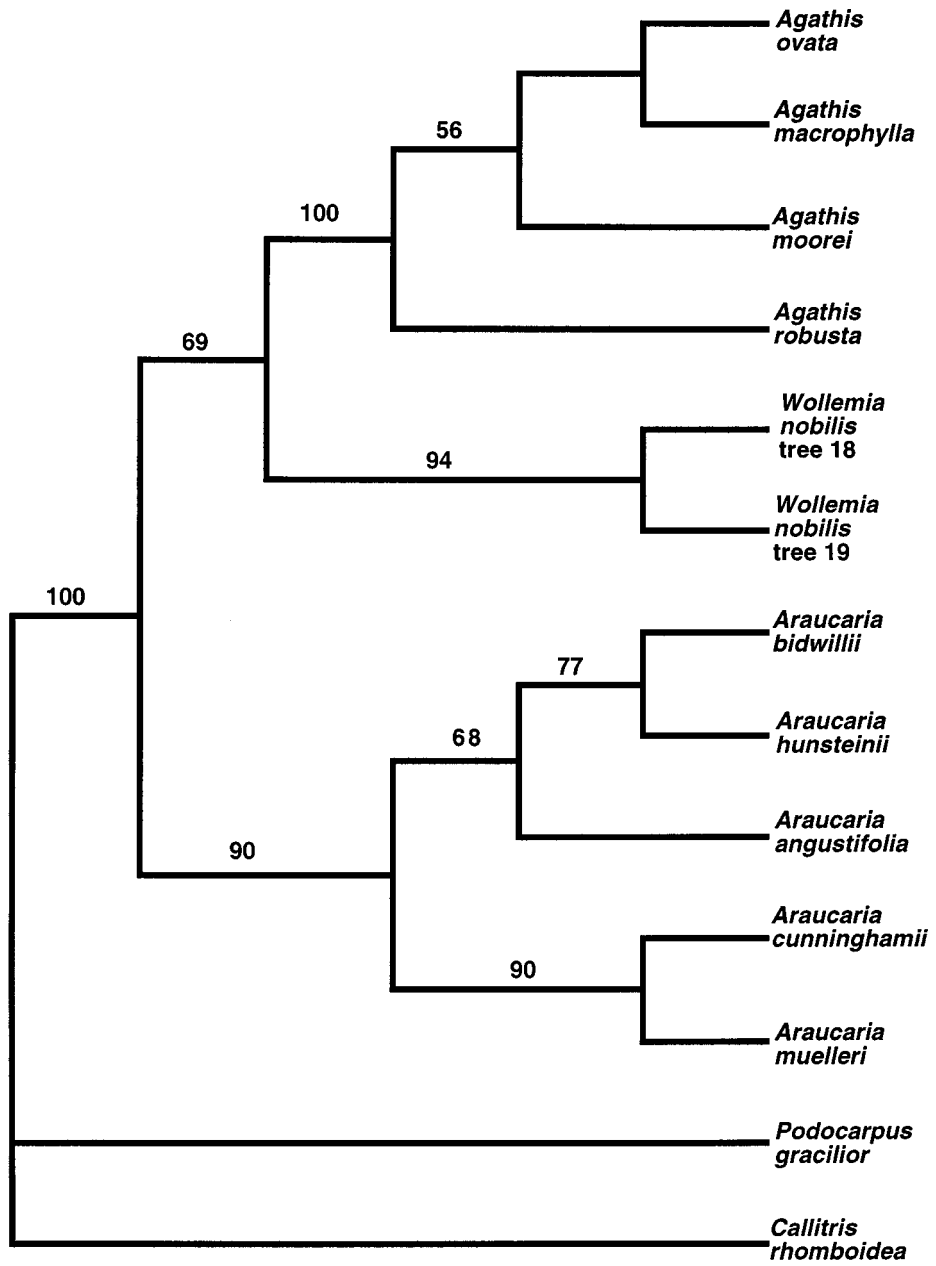 Agathis
ovata
Agathis
macrophylla
56
Agathis
moorei
100
Agathis
robusta
69
Wollemia
nobilis
tree 18
94
Wollemia
nobilis
tree 19
100
Araucaria
bidwillii
77
Araucaria
hunsteinii
68
Araucaria
angustifolia
90
Araucaria
cunninghamii
90
Araucaria
muelleri
Podocarpus
gracilior
Callitris
rhomboidea